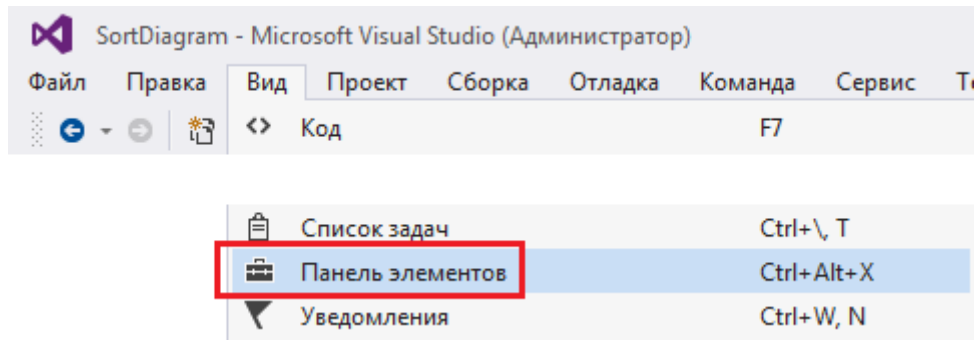 SortDiagram - Microsoft Visual Studio (Администратор)
Файл Правка Вид Проект Сборка Отладка Команда Сервис
<> Код F7
Список задач Ctrl+\, T
Панель элементов Ctrl+Alt+X
Уведомления Ctrl+W, N